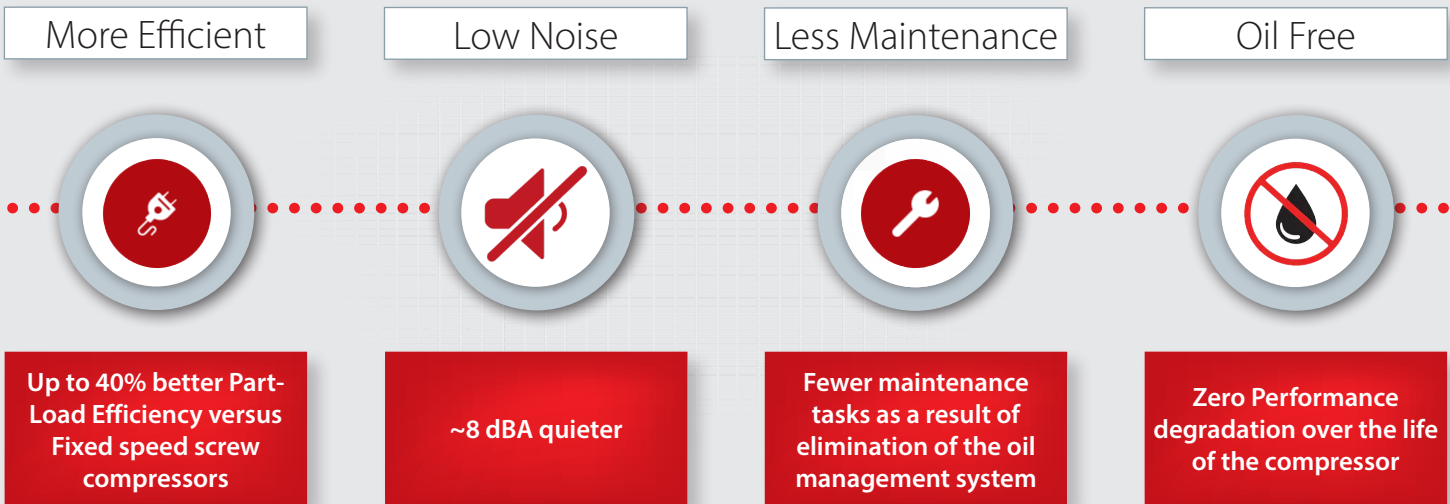 More Efficient
Low Noise
Less Maintenance
Oil Free
Up to 40% better Part-
Load Efficiency versus
Fixed speed screw
compressors
~8 dBA quieter
Fewer maintenance
tasks as a result of
elimination of the oil
management system
Zero Performance
degradation over the life
of the compressor